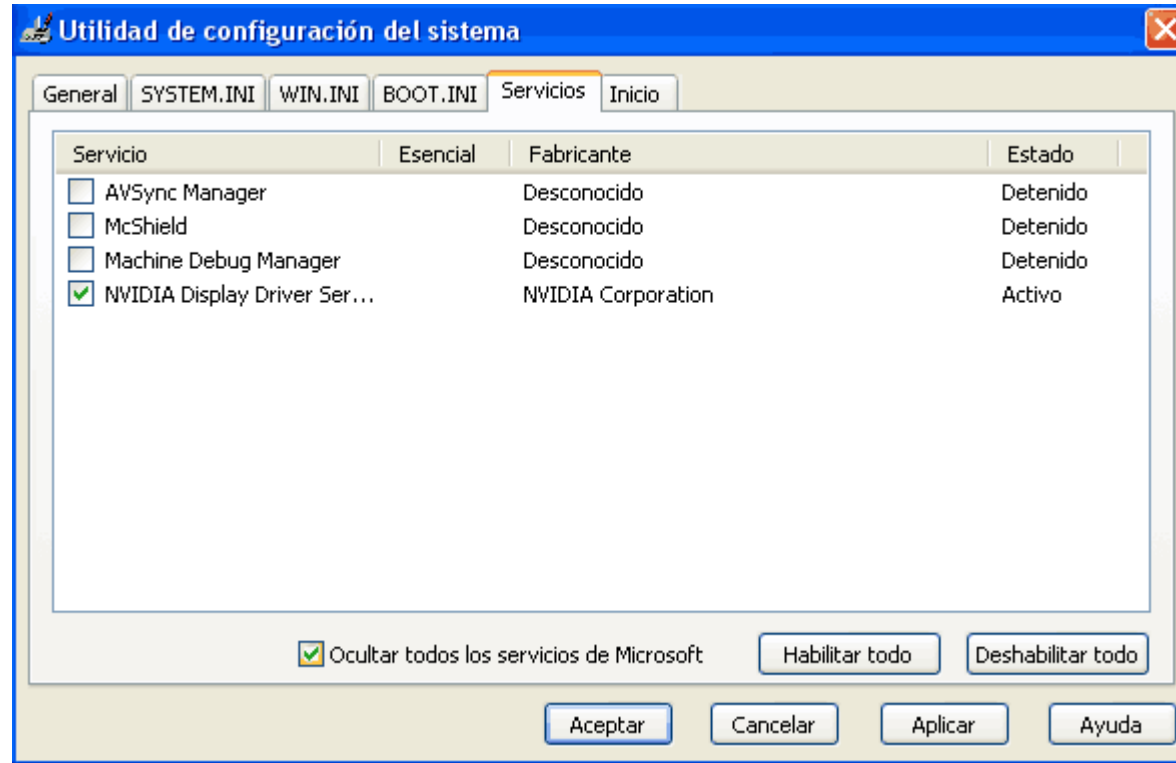 Utilidad de configuración del sistema
General SYSTEM.INI WIN.INI BOOT.INI Servicios Inicio
Servicio Esencial Fabricante Estado
AVSync Manager Desconocido Detenido
McShield Desconocido Detenido
Machine Debug Manager Desconocido Detenido
NVIDIA Display Driver Ser... NVIDIA Corporation Activo
Ocultar todos los servicios de Microsoft Habilitar todo Deshabilitar todo
Aceptar Cancelar Aplicar Ayuda